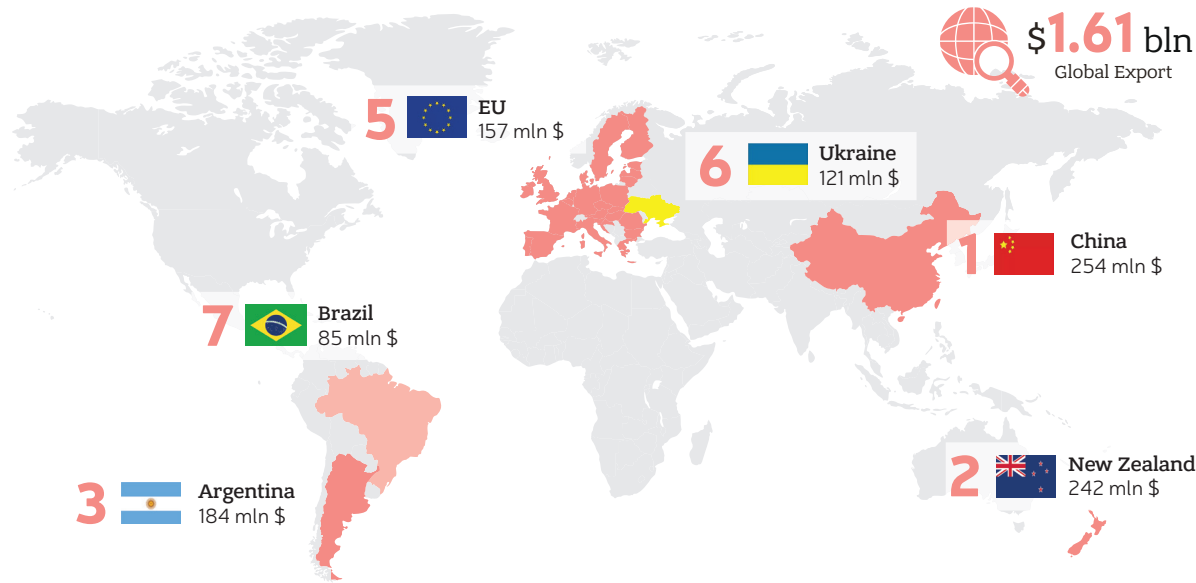 $1.61 bln
Global Export
5
EU
157 mln $
6
Ukraine
121 mln $
1
China
254 mln $
7
Brazil
85 mln $
2
New Zealand
242 mln $
3
Argentina
184 mln $